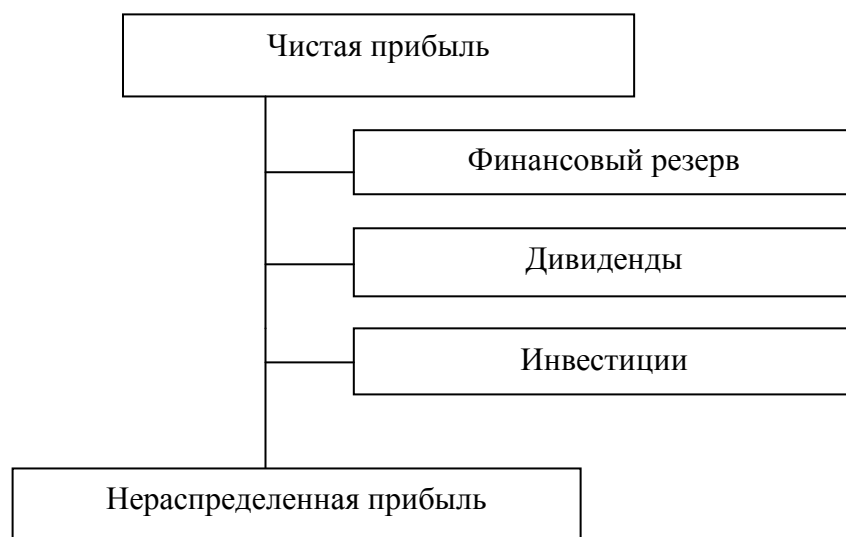 Чистая прибыль
Финансовый резерв
Дивиденды
Инвестиции
Нераспределенная прибыль